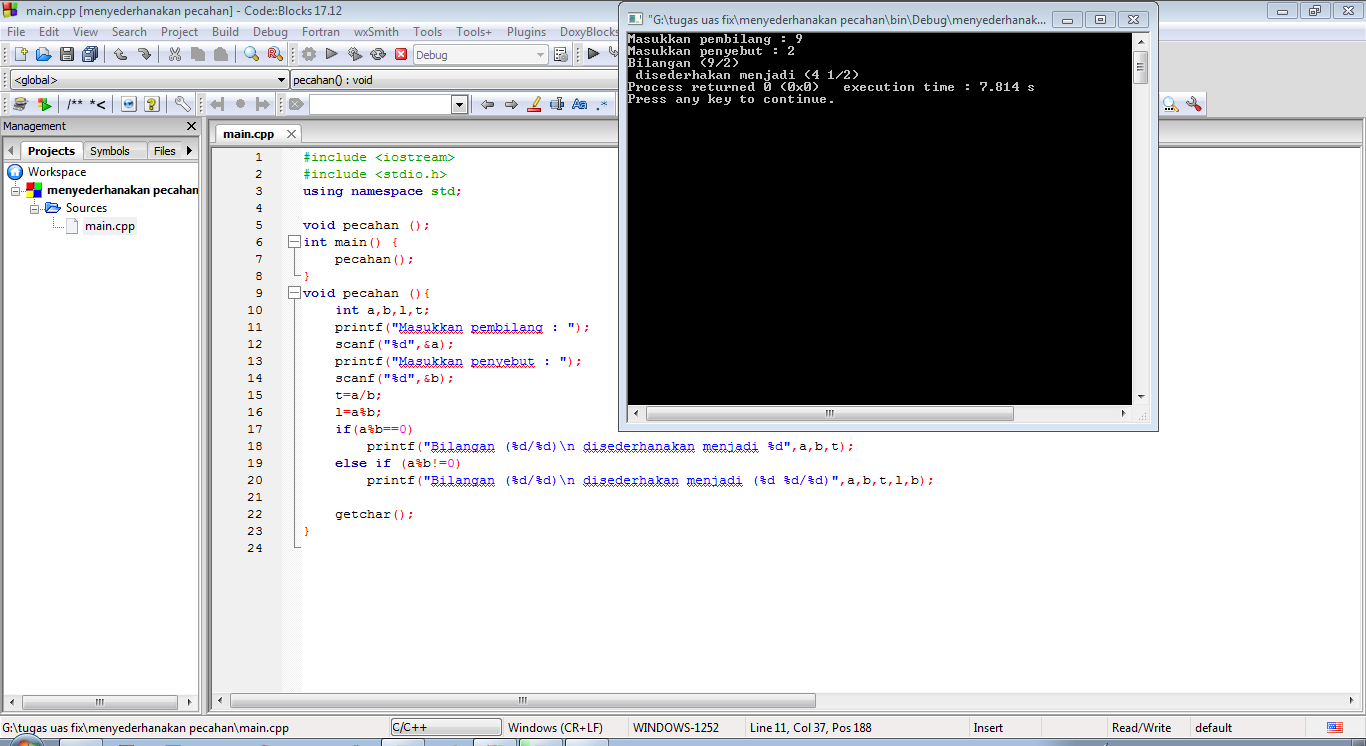 main.cpp [menyederhanakan pecahan] - Code::Blocks 17.12
File Edit View Search Project Build Debug Fortran wxSmith Tools Tools+ Plugins DoxyBlocks
Debug
<global>
pecahan() : void
/** *<
Aa .*
Management
Projects Symbols Files
Workspace
menyederhanakan pecahan
Sources
main.cpp
main.cpp
1 #include <iostream>
2 #include <stdio.h>
3 using namespace std;
4
5 void pecahan ();
6 int main() {
7 pecahan();
8 }
9 void pecahan (){
10 int a,b,l,t;
11 printf("Masukkan pembilang : ");
12 scanf("%d",&a);
13 printf("Masukkan penyebut : ");
14 scanf("%d",&b);
15 t=a/b;
16 l=a%b;
17 if(a%b==0)
18 printf("Bilangan (%d/%d)\n disederhanakan menjadi %d",a,b,t);
19 else if (a%b!=0)
20 printf("Bilangan (%d/%d)\n disederhakan menjadi (%d %d/%d)",a,b,t,l,b);
21
22 getchar();
23 }
24
"G:\tugas uas fix\menyederhanakan pecahan\bin\Debug\menyederhanak...
Masukkan pembilang : 9
Masukkan penyebut : 2
Bilangan (9/2)
disederhakan menjadi (4 1/2)
Process returned 0 (0x0) execution time : 7.814 s
Press any key to continue.
G:\tugas uas fix\menyederhanakan pecahan\main.cpp C/C++ Windows (CR+LF) WINDOWS-1252 Line 11, Col 37, Pos 188 Insert Read/Write default